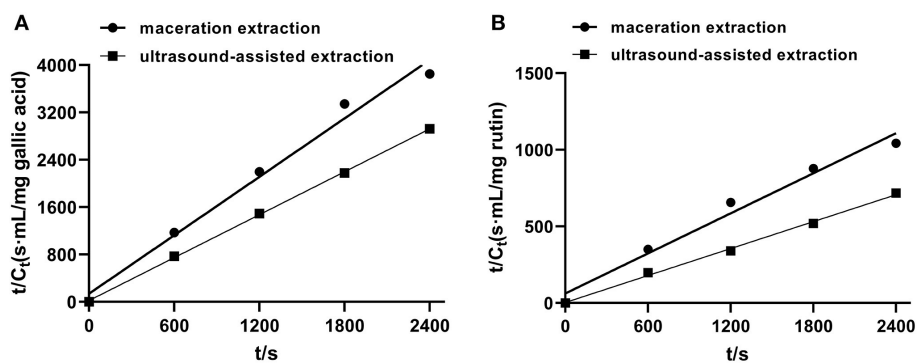 A
maceration extraction
ultrasound-assisted extraction
4000
3200
2400
1600
800
0
t/Ct(s·mL/mg gallic acid)
0 600 1200 1800 2400
t/s
B
maceration extraction
ultrasound-assisted extraction
1500
1000
500
0
t/Ct(s·mL/mg rutin)
0 600 1200 1800 2400
t/s